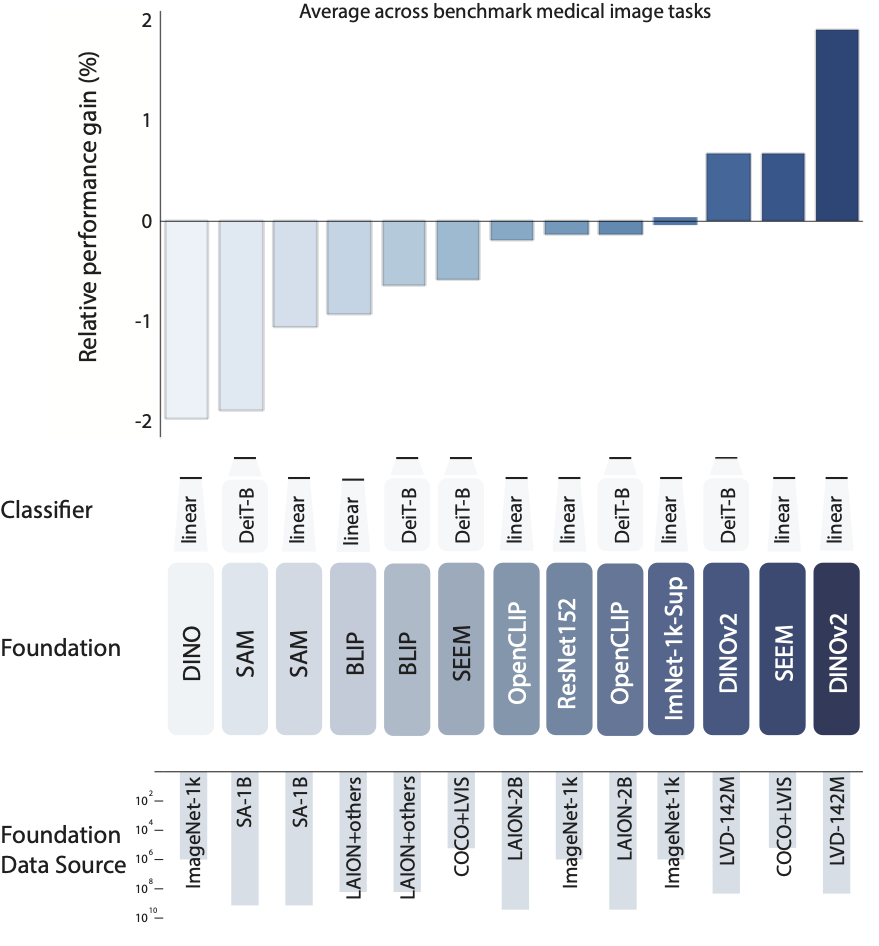 Average across benchmark medical image tasks
Relative performance gain (%)
2
1
0
-1
-2
Classifier
linear
DeiT-B
linear
linear
DeiT-B
DeiT-B
linear
linear
DeiT-B
linear
DeiT-B
linear
linear
Foundation
DINO
SAM
SAM
BLIP
BLIP
SEEM
OpenCLIP
ResNet152
OpenCLIP
ImNet-1k-Sup
DINOv2
SEEM
DINOv2
Foundation
Data Source
10²
10⁴
10⁶
10⁸
10¹⁰
ImageNet-1k
SA-1B
SA-1B
LAION+others
LAION+others
COCO+LVIS
LAION-2B
ImageNet-1k
LAION-2B
ImageNet-1k
LVD-142M
COCO+LVIS
LVD-142M